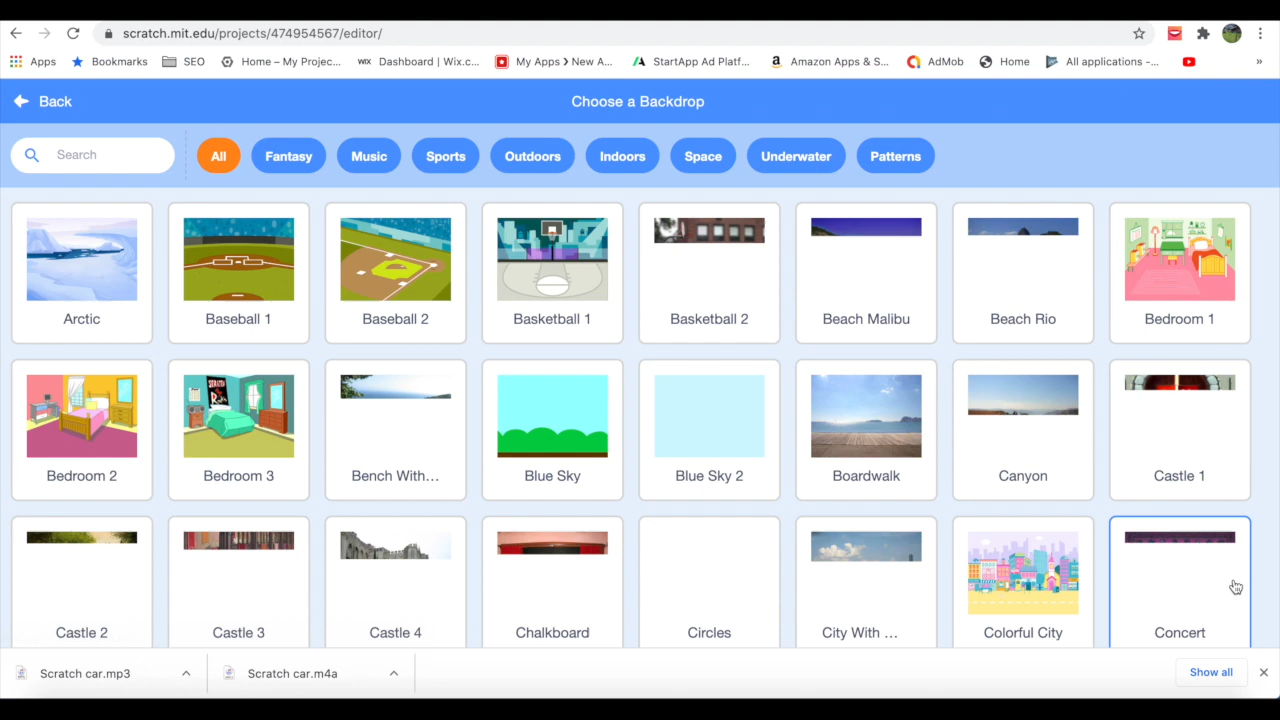 scratch.mit.edu/projects/474954567/editor/
Apps Bookmarks SEO Home – My Projec... WIX Dashboard | Wix.c... My Apps > New A... StartApp Ad Platf... a Amazon Apps & S... AdMob Home All applications -... »
Back Choose a Backdrop
Search All Fantasy Music Sports Outdoors Indoors Space Underwater Patterns
Arctic Baseball 1 Baseball 2 Basketball 1 Basketball 2 Beach Malibu Beach Rio Bedroom 1
SCRATCH
Bedroom 2 Bedroom 3 Bench With... Blue Sky Blue Sky 2 Boardwalk Canyon Castle 1
Castle 2 Castle 3 Castle 4 Chalkboard Circles City With ... Colorful City Concert
Scratch car.mp3 Scratch car.m4a Show all